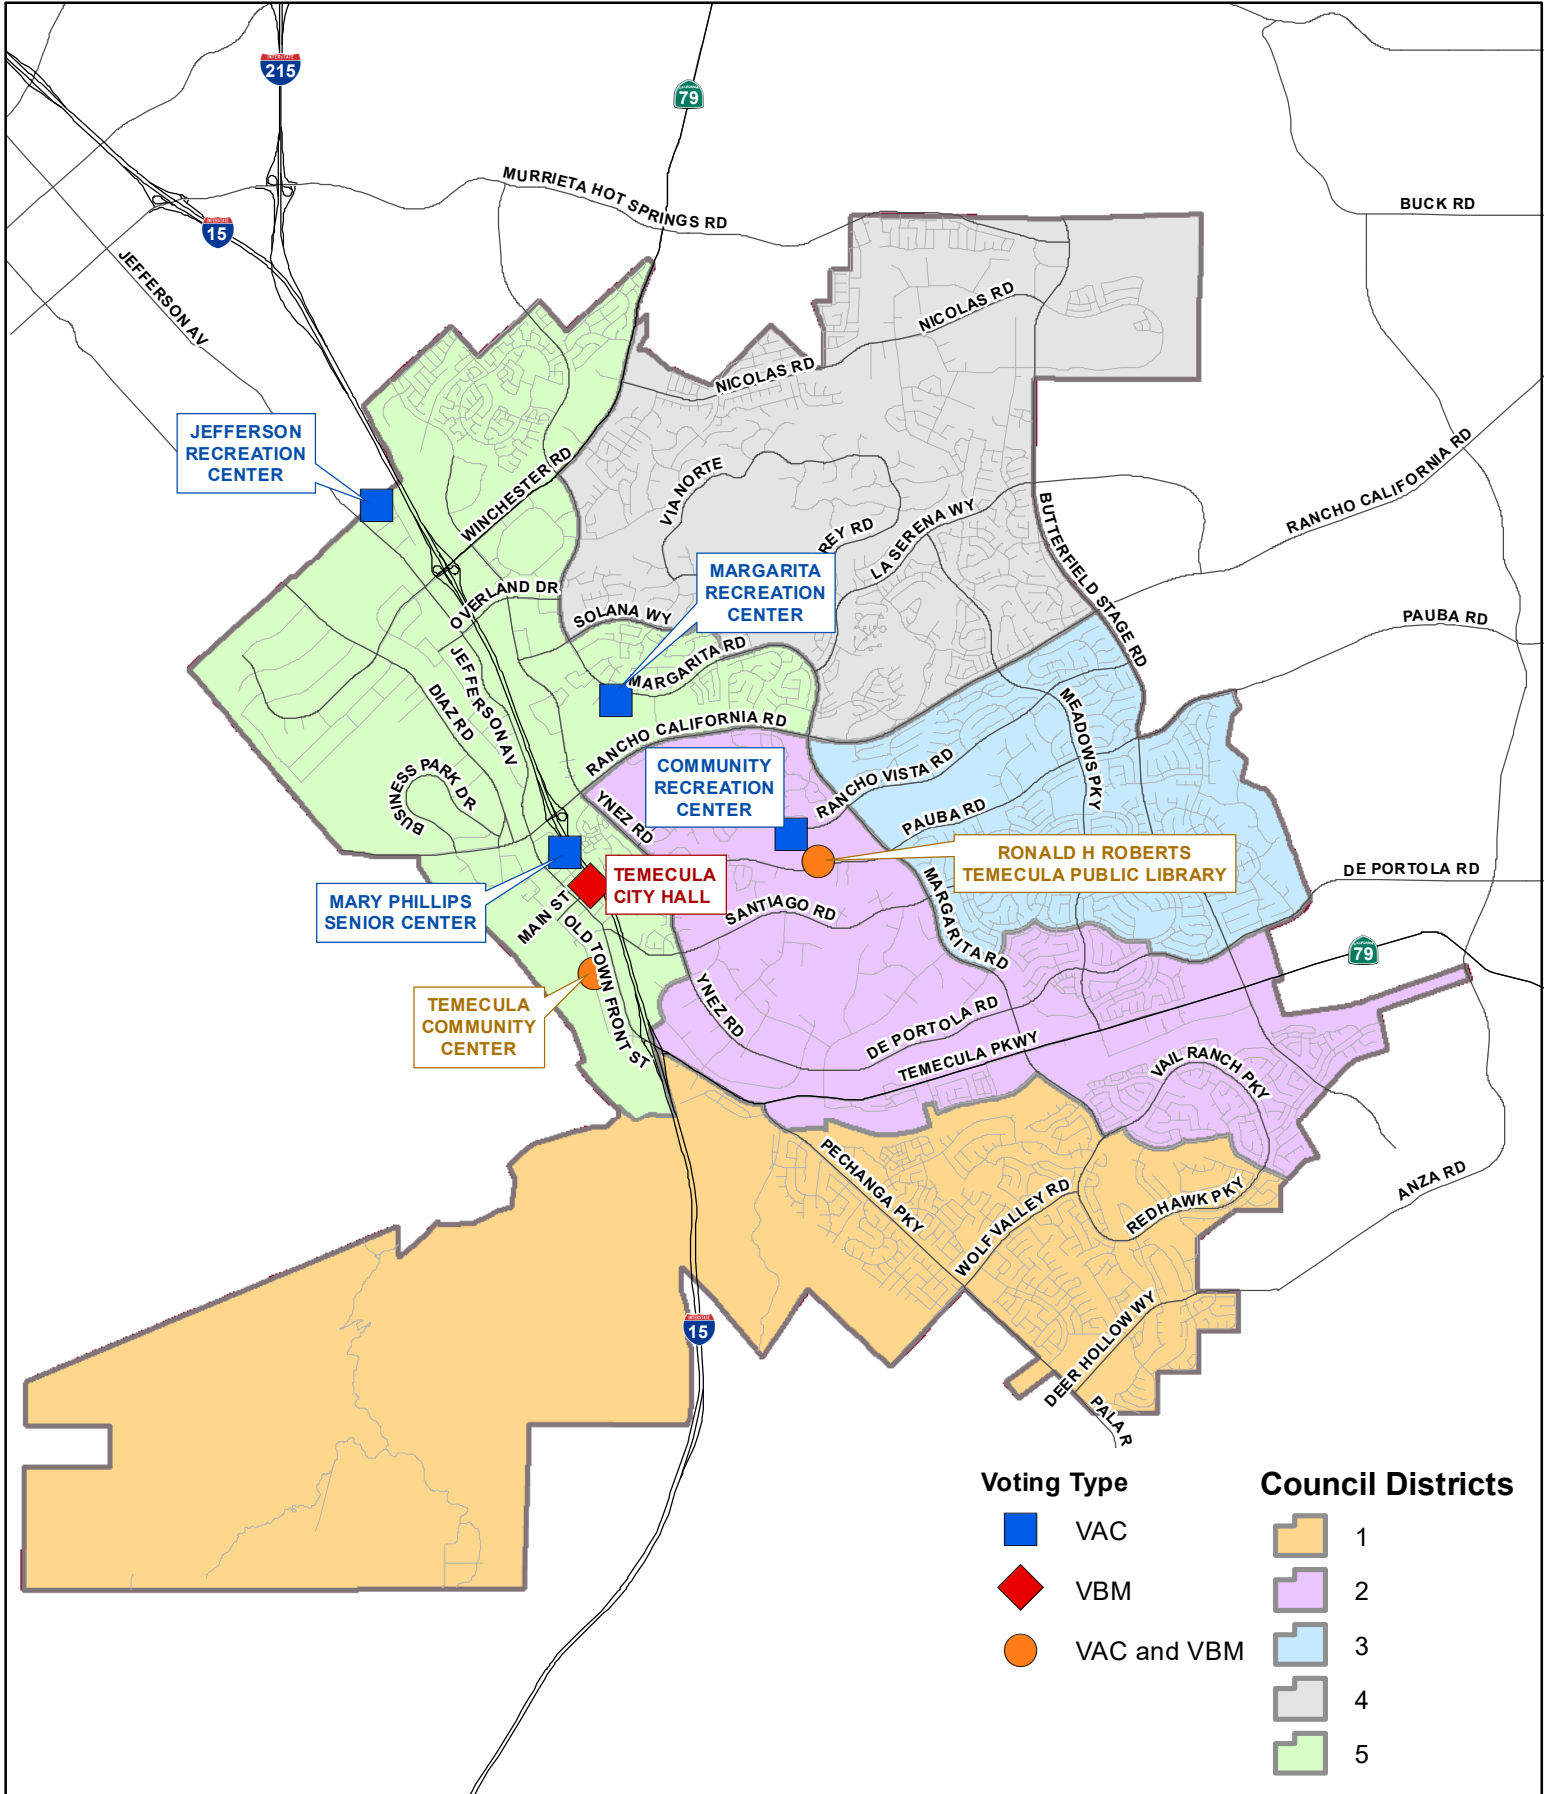 INTERSTATE
215
CALIFORNIA
79
MURRIETA HOT SPRINGS RD
BUCK RD
INTERSTATE
15
JEFFERSON AV
NICOLAS RD
NICOLAS RD
JEFFERSON
RECREATION
CENTER
WINCHESTER RD
VIA NORTE
REY RD
LA SERENA WY
BUTTERFIELD STAGE RD
RANCHO CALIFORNIA RD
MARGARITA
RECREATION
CENTER
OVERLAND DR
SOLANA WY
PAUBA RD
JEFFERSON AV
MARGARITA RD
DIAZ RD
MEADOWS PKY
RANCHO CALIFORNIA RD
COMMUNITY
RECREATION
CENTER
RANCHO VISTA RD
BUSINESS PARK DR
YNEZ RD
PAUBA RD
RONALD H ROBERTS
TEMECULA PUBLIC LIBRARY
DE PORTOLA RD
TEMECULA
CITY HALL
MARY PHILLIPS
SENIOR CENTER
MAIN ST
SANTIAGO RD
MARGARITA RD
OLD TOWN FRONT ST
CALIFORNIA
79
TEMECULA
COMMUNITY
CENTER
YNEZ RD
DE PORTOLA RD
TEMECULA PKWY
VAIL RANCH PKY
PECHANGA PKY
WOLF VALLEY RD
REDHAWK PKY
ANZA RD
INTERSTATE
15
DEER HOLLOW WY
PALA R
Voting Type
VAC
VBM
VAC and VBM
Council Districts
1
2
3
4
5